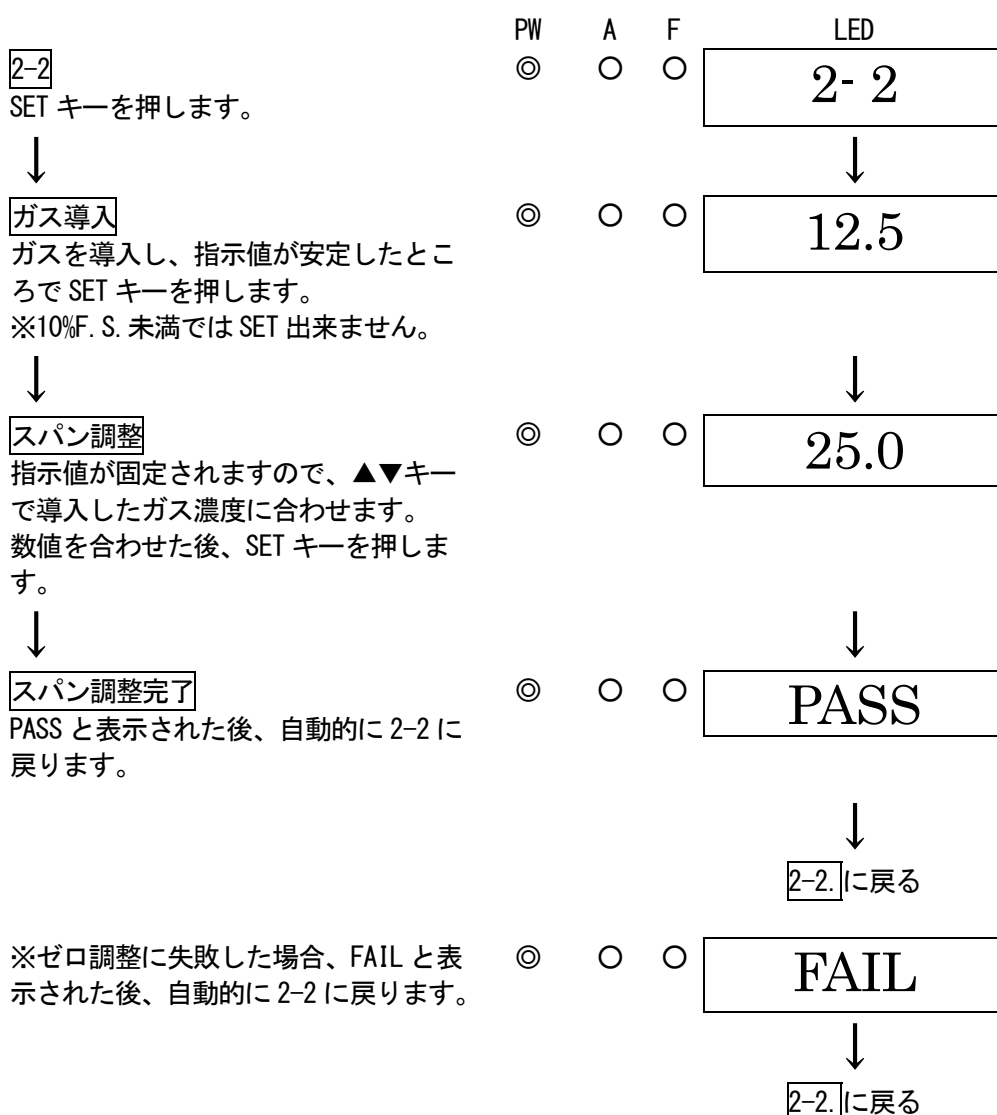 PW A F LED
2-2 ◎ ○ ○ 2- 2
SET キーを押します。
↓ ↓
ガス導入 ◎ ○ ○ 12.5
ガスを導入し、指示値が安定したとこ
ろで SET キーを押します。
※10%F.S.未満では SET 出来ません。
↓ ↓
スパン調整 ◎ ○ ○ 25.0
指示値が固定されますので、▲▼キー
で導入したガス濃度に合わせます。
数値を合わせた後、SET キーを押しま
す。
↓ ↓
スパン調整完了 ◎ ○ ○ PASS
PASS と表示された後、自動的に 2-2 に
戻ります。
↓
2-2.に戻る
※ゼロ調整に失敗した場合、FAIL と表 ◎ ○ ○ FAIL
示された後、自動的に 2-2 に戻ります。
↓
2-2.に戻る